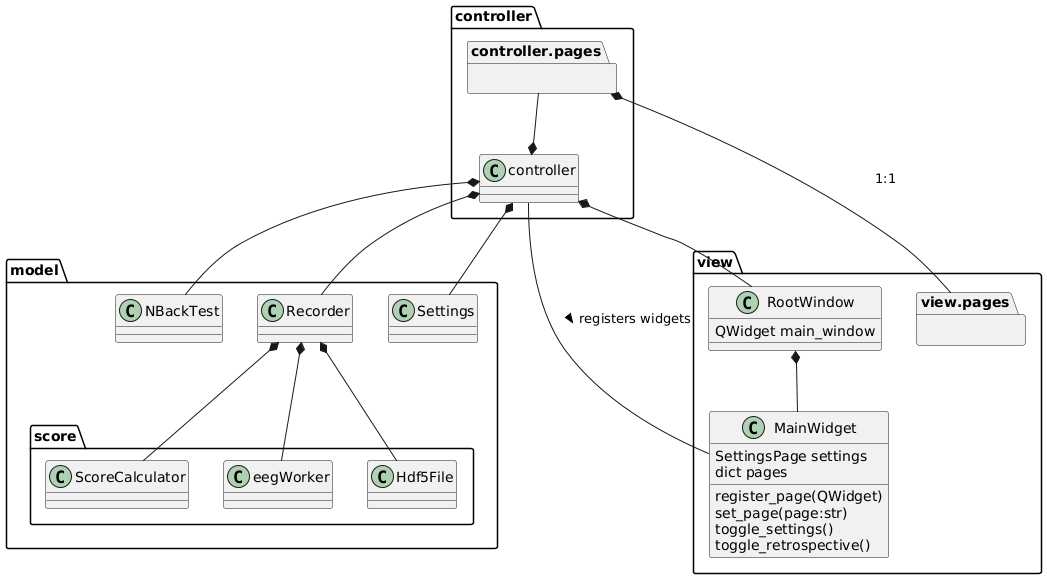 controller
controller.pages
C controller
1:1
model
view
C NBackTest
C Recorder
C Settings
C RootWindow
QWidget main_window
view.pages
registers widgets
C MainWidget
SettingsPage settings
dict pages
register_page(QWidget)
set_page(page:str)
toggle_settings()
toggle_retrospective()
score
C ScoreCalculator
C eegWorker
C Hdf5File